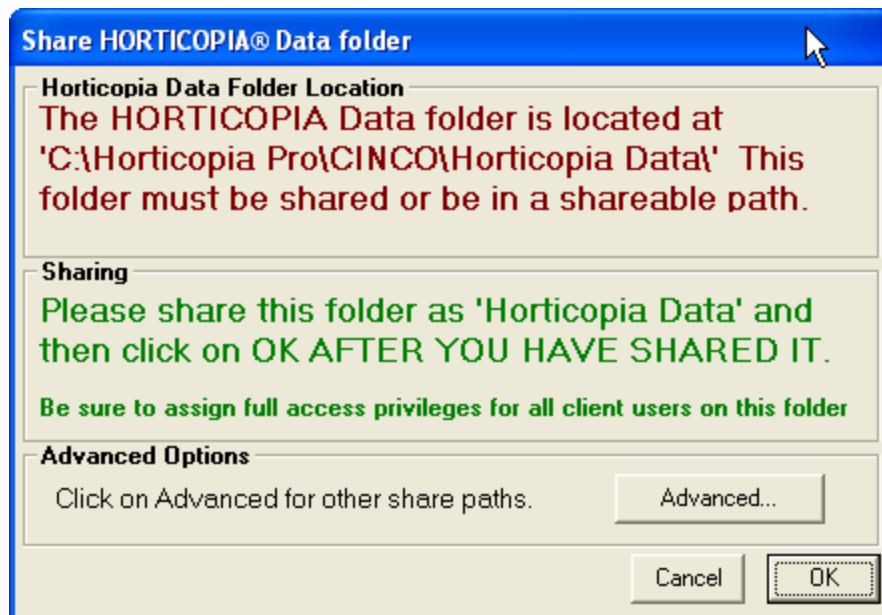 Share HORTICOPIA® Data folder
Horticopia Data Folder Location
The HORTICOPIA Data folder is located at
'C:\Horticopia Pro\CINCO\Horticopia Data\'  This
folder must be shared or be in a shareable path.
Sharing
Please share this folder as 'Horticopia Data' and
then click on OK AFTER YOU HAVE SHARED IT.
Be sure to assign full access privileges for all client users on this folder
Advanced Options
Click on Advanced for other share paths.
Advanced...
Cancel
OK